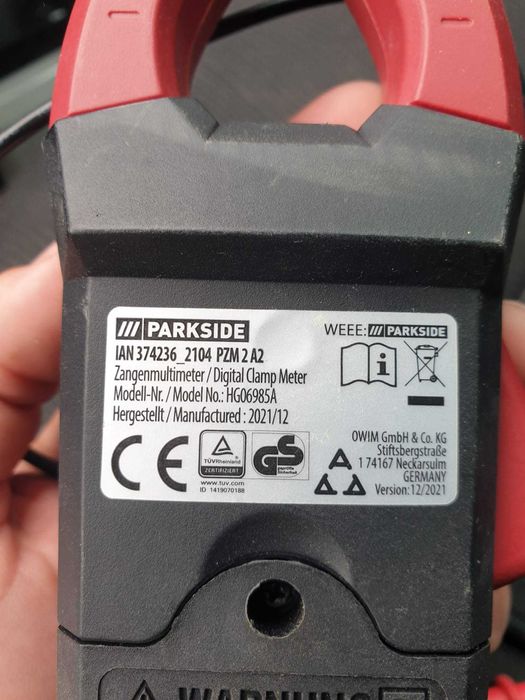 /// PARKSIDE
WEEE: /// PARKSIDE
IAN 374236_2104 PZM 2 A2
Zangenmultimeter / Digital Clamp Meter
Modell-Nr. / Model No.: HG06985A
Hergestellt / Manufactured : 2021/12
CE
TÜVRheinland
ZERTIFIZIERT
www.tuv.com
ID 1419070188
GS
OWIM GmbH & Co. KG
Stiftsbergstraße
1 74167 Neckarsulm
GERMANY
Version: 12/2021
WARNUNG